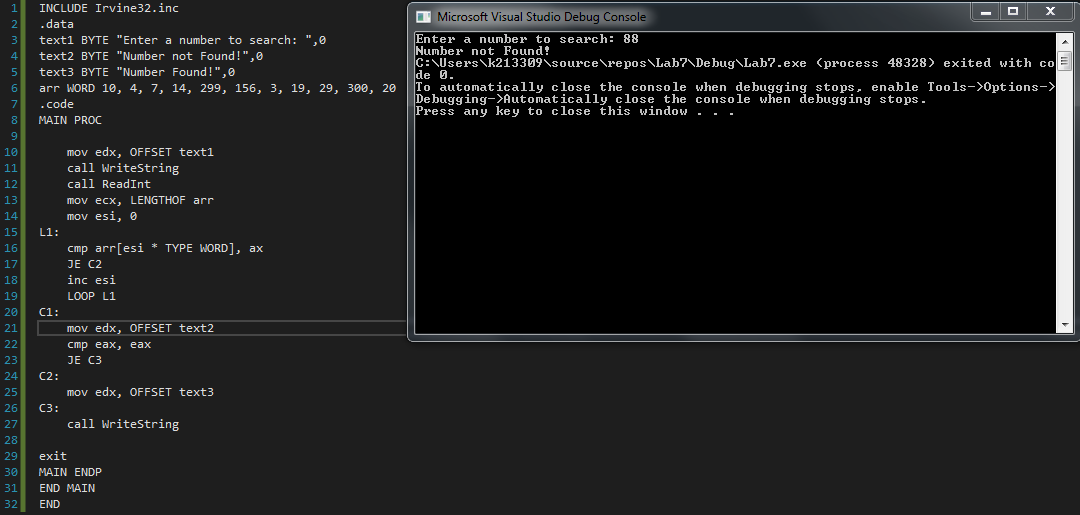 1 INCLUDE Irvine32.inc
2 .data
3 text1 BYTE "Enter a number to search: ",0
4 text2 BYTE "Number not Found!",0
5 text3 BYTE "Number Found!",0
6 arr WORD 10, 4, 7, 14, 299, 156, 3, 19, 29, 300, 20
7 .code
8 MAIN PROC
9
10 mov edx, OFFSET text1
11 call WriteString
12 call ReadInt
13 mov ecx, LENGTHOF arr
14 mov esi, 0
15 L1:
16 cmp arr[esi * TYPE WORD], ax
17 JE C2
18 inc esi
19 LOOP L1
20 C1:
21 mov edx, OFFSET text2
22 cmp eax, eax
23 JE C3
24 C2:
25 mov edx, OFFSET text3
26 C3:
27 call WriteString
28
29 exit
30 MAIN ENDP
31 END MAIN
32 END
Microsoft Visual Studio Debug Console
Enter a number to search: 88
Number not Found!
C:\Users\k213309\source\repos\Lab7\Debug\Lab7.exe (process 48328) exited with co
de 0.
To automatically close the console when debugging stops, enable Tools->Options->
Debugging->Automatically close the console when debugging stops.
Press any key to close this window . . .